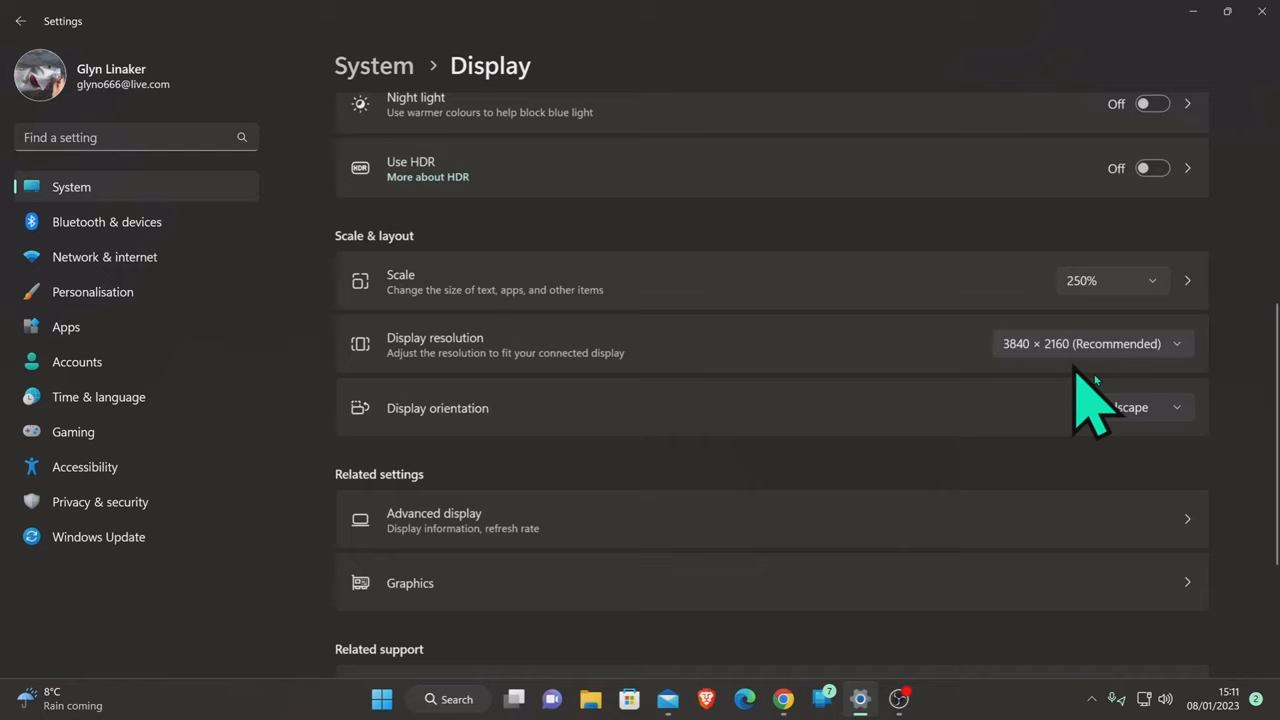 Settings
Glyn Linaker
glyno666@live.com
Find a setting
System
Bluetooth & devices
Network & internet
Personalisation
Apps
Accounts
Time & language
Gaming
Accessibility
Privacy & security
Windows Update
System > Display
Night light
Use warmer colours to help block blue light
Off
HDR
Use HDR
More about HDR
Off
Scale & layout
Scale
Change the size of text, apps, and other items
250%
Display resolution
Adjust the resolution to fit your connected display
3840 × 2160 (Recommended)
Display orientation
dscape
Related settings
Advanced display
Display information, refresh rate
Graphics
Related support
8°C
Rain coming
Search
7
15:11
08/01/2023
2